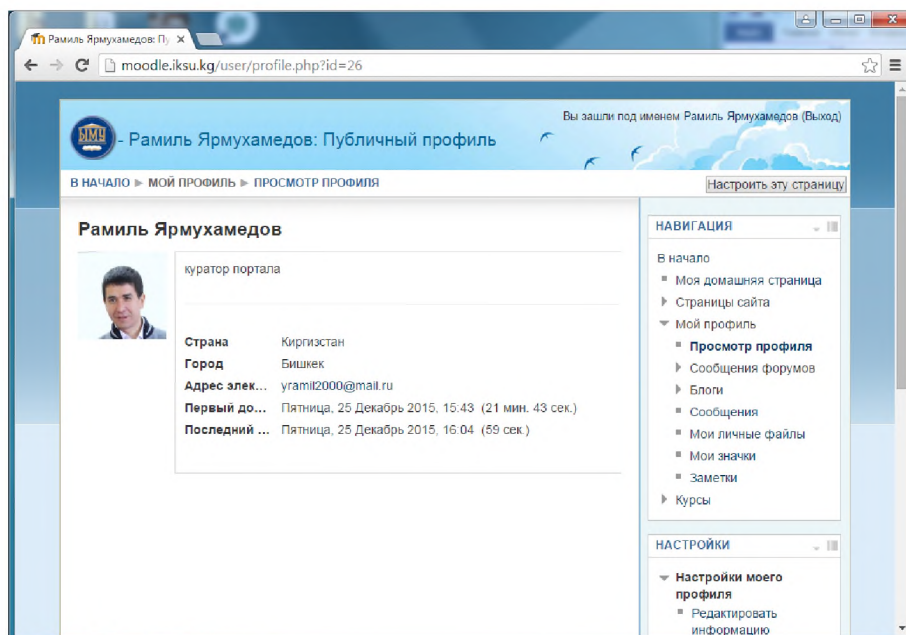 Рамиль Ярмухамедов: Пу
moodle.iksu.kg/user/profile.php?id=26
Вы зашли под именем Рамиль Ярмухамедов (Выход)
ЫМУ - Рамиль Ярмухамедов: Публичный профиль
В НАЧАЛО ► МОЙ ПРОФИЛЬ ► ПРОСМОТР ПРОФИЛЯ
Настроить эту страницу
Рамиль Ярмухамедов
куратор портала
Страна Киргизстан
Город Бишкек
Адрес элек... yramil2000@mail.ru
Первый до... Пятница, 25 Декабрь 2015, 15:43 (21 мин. 43 сек.)
Последний ... Пятница, 25 Декабрь 2015, 16:04 (59 сек.)
НАВИГАЦИЯ
В начало
Моя домашняя страница
Страницы сайта
Мой профиль
Просмотр профиля
Сообщения форумов
Блоги
Сообщения
Мои личные файлы
Мои значки
Заметки
Курсы
НАСТРОЙКИ
Настройки моего
профиля
Редактировать
информацию